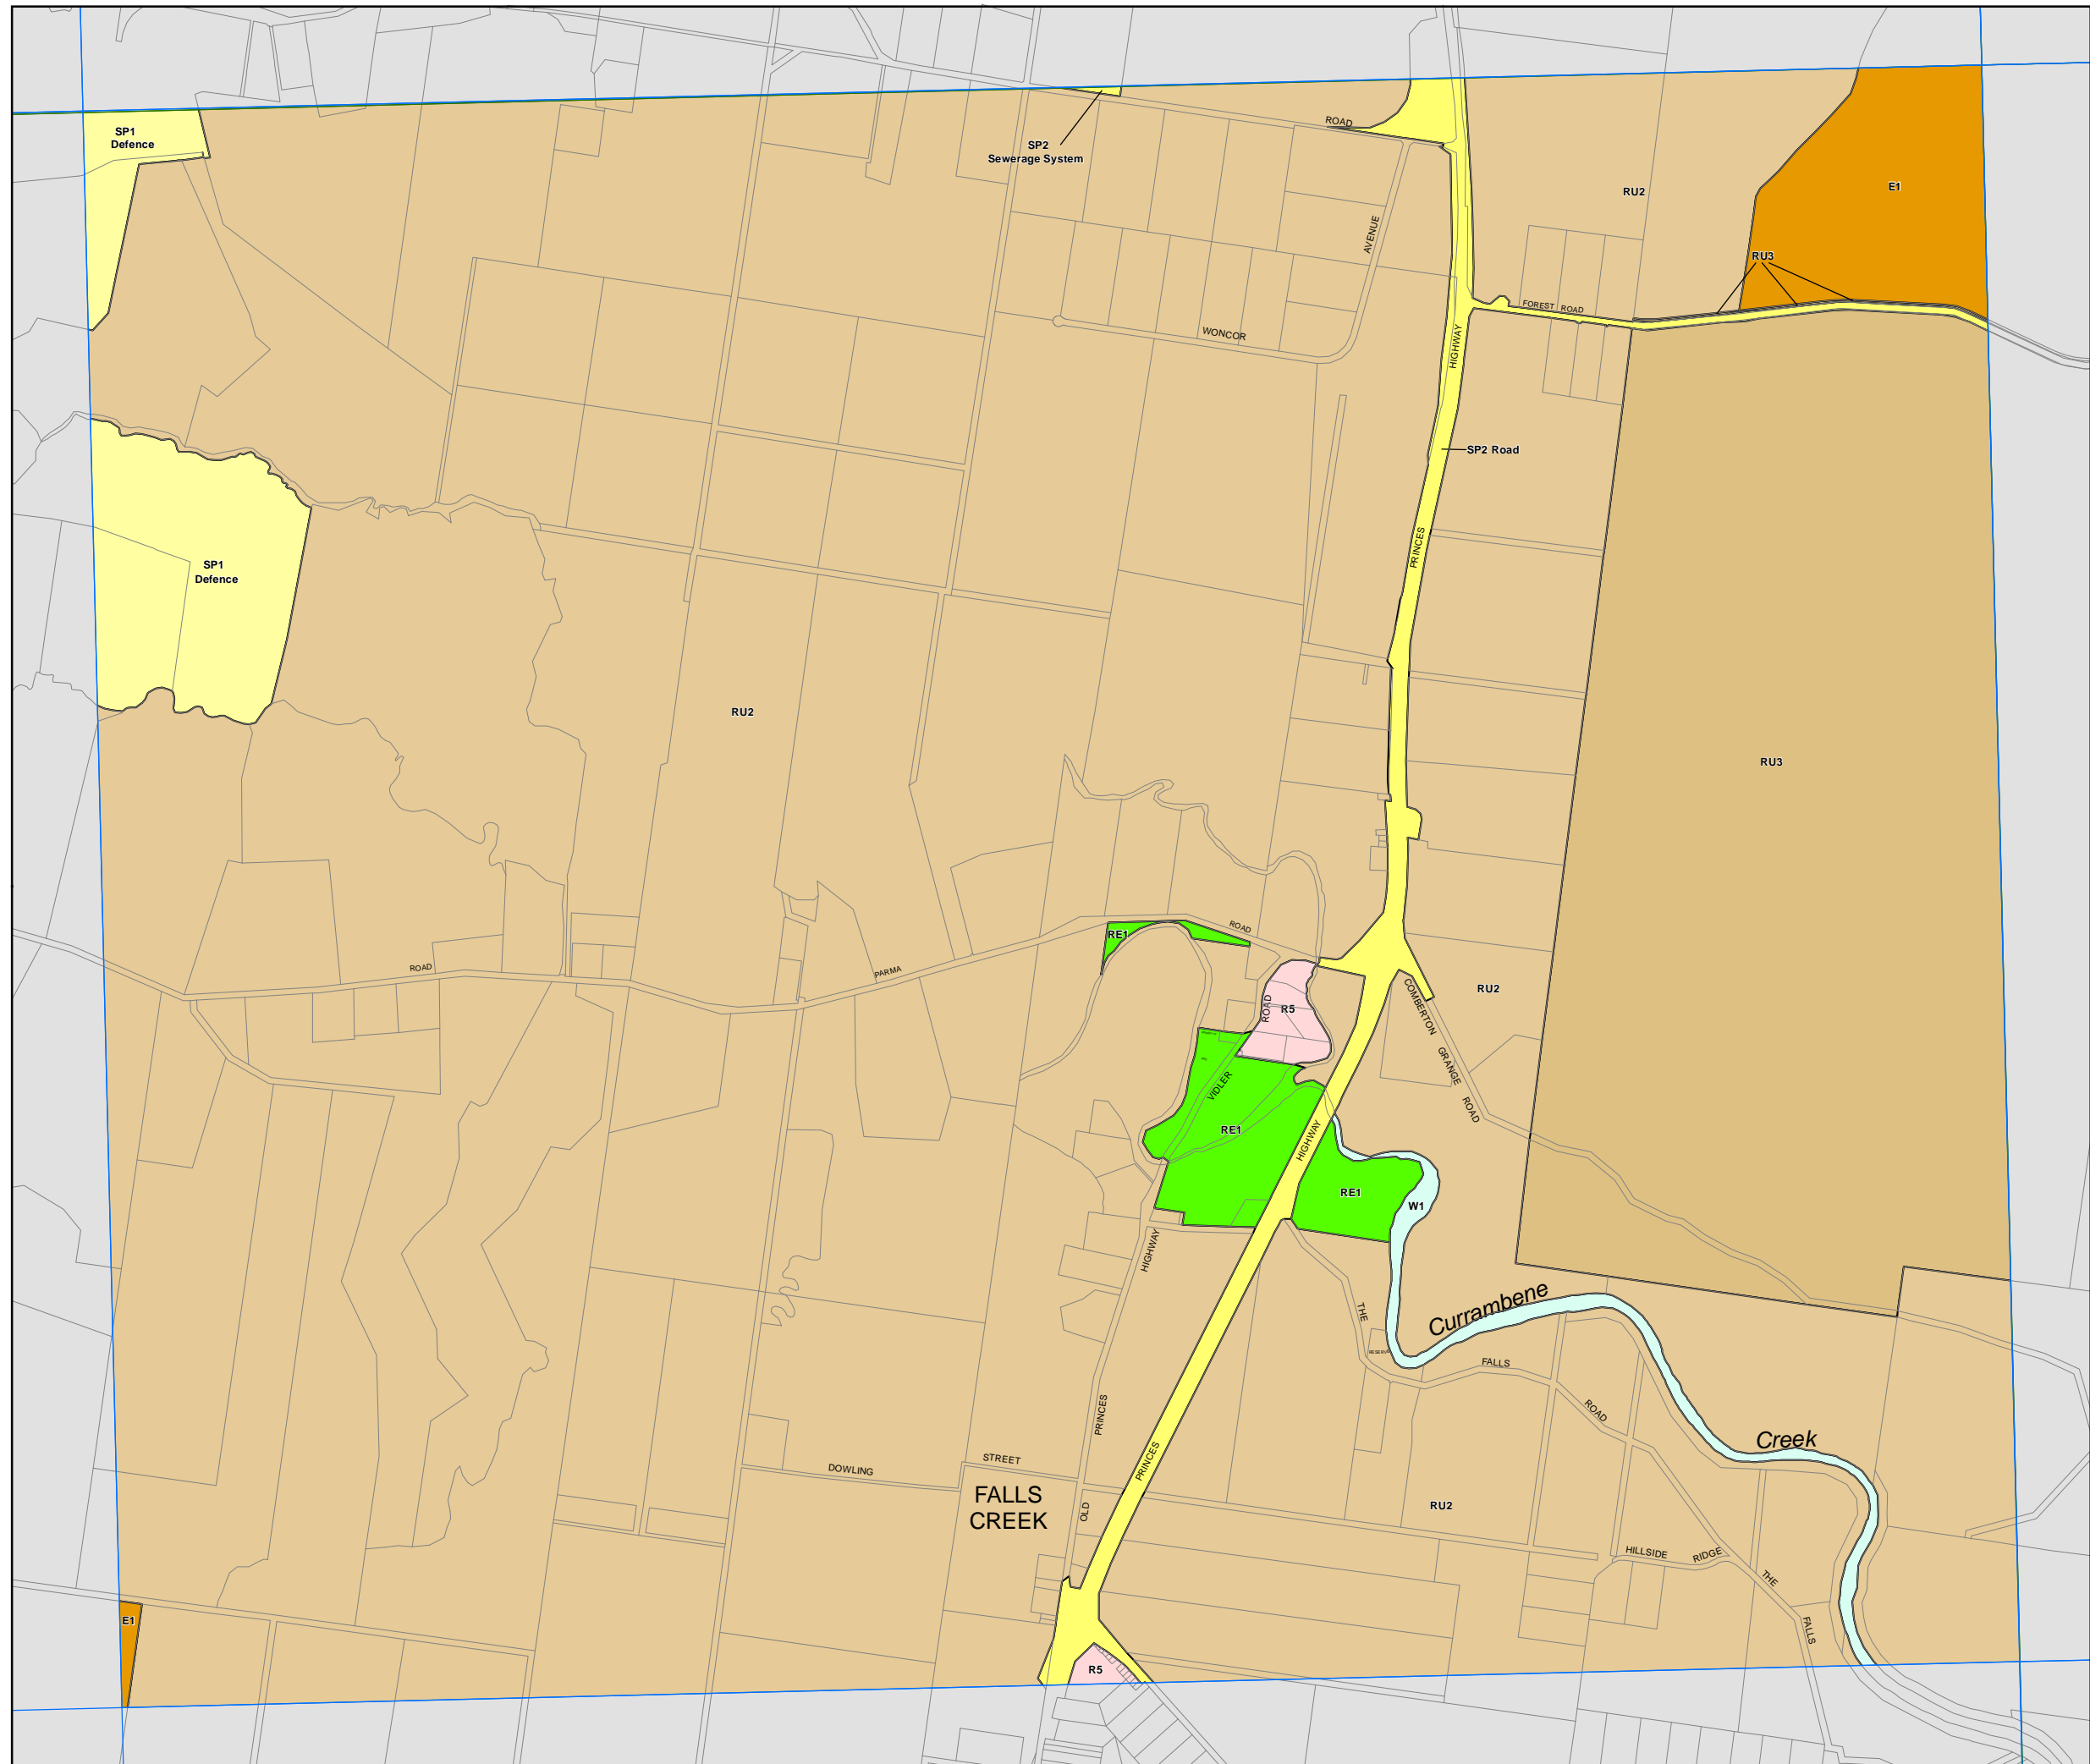 SP1
Defence
ROAD
SP2
Sewerage System
RU2
E1
AVENUE
RU3
FOREST ROAD
WONCOR
HIGHWAY
SP2 Road
PRINCES
SP1
Defence
RU2
RU3
RE1
ROAD
ROAD
PARMA
RU2
R5
ROAD
COMBERTON
GRANGE
ROAD
VIDLER
RE1
HIGHWAY
RE1
W1
HIGHWAY
THE
Currambene
RESERVE
FALLS
PRINCES
ROAD
Creek
PRINCES
STREET
DOWLING
FALLS
CREEK
OLD
RU2
HILLSIDE
RIDGE
THE
E1
FALLS
R5